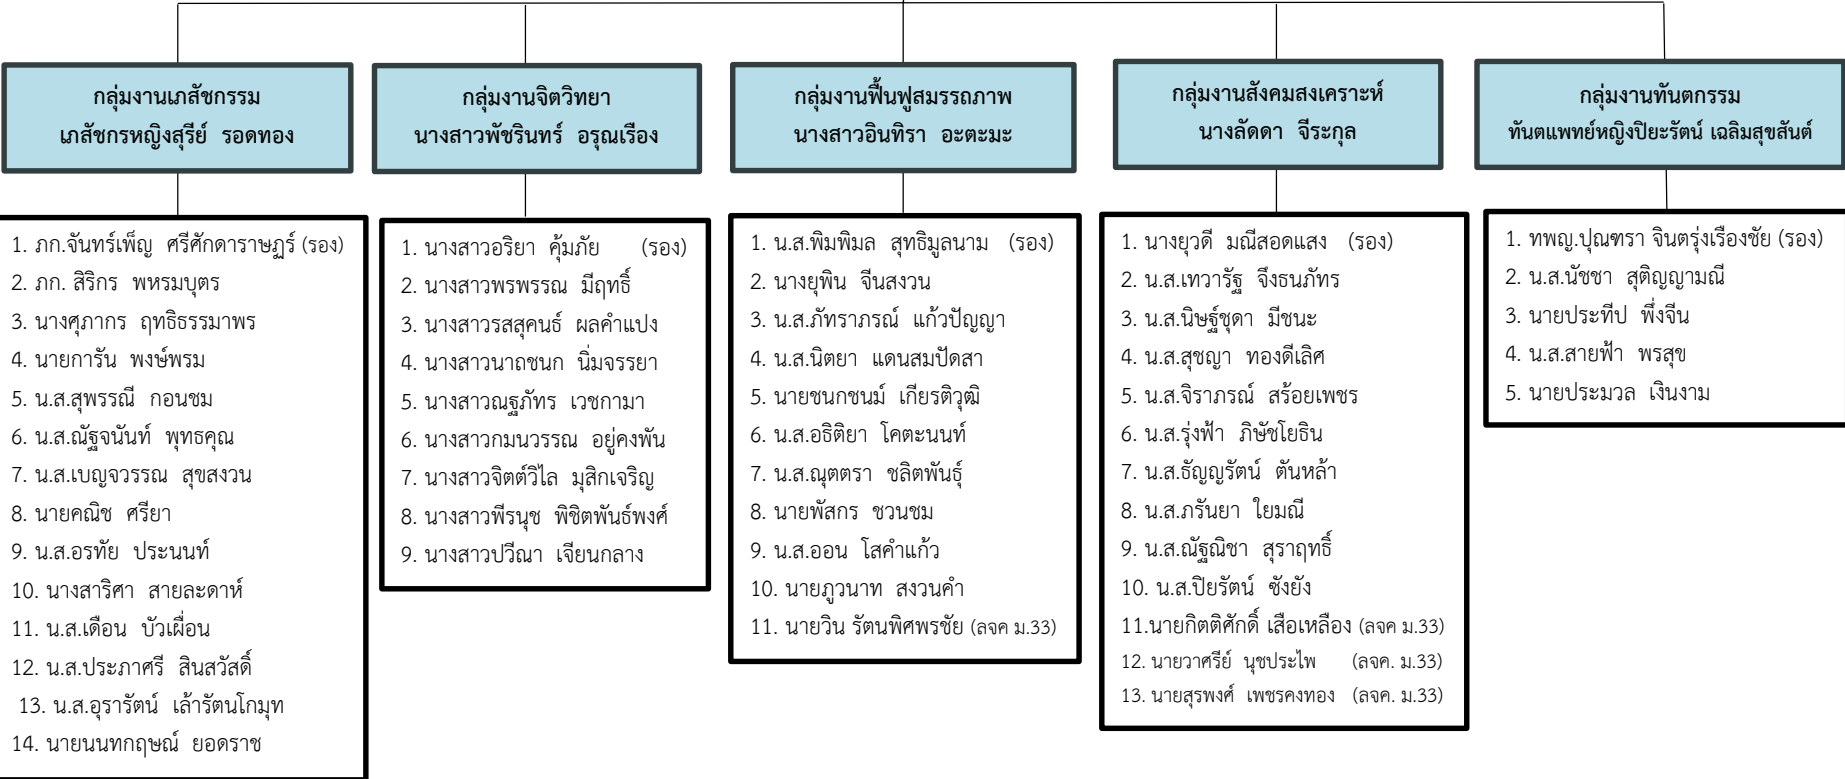 กลุ่มงานเภสัชกรรม
เภสัชกรหญิงสุรีย์ รอดทอง
1. ภก.จันทร์เพ็ญ ศรีศักดาราษฎร์ (รอง)
2. ภก. สิริกร พหรมบุตร
3. นางศุภากร ฤทธิธรรมาพร
4. นายการัน พงษ์พรม
5. น.ส.สุพรรณี กอนชม
6. น.ส.ณัฐจนันท์ พุทธคุณ
7. น.ส.เบญจวรรณ สุขสงวน
8. นายคณิช ศรียา
9. น.ส.อรทัย ประนนท์
10. นางสาริศา สายละดาห์
11. น.ส.เดือน บัวเผื่อน
12. น.ส.ประภาศรี สินสวัสดิ์
13. น.ส.อุรารัตน์ เล้ารัตนโกมุท
14. นายนนทกฤษณ์ ยอดราช
กลุ่มงานจิตวิทยา
นางสาวพัชรินทร์ อรุณเรือง
1. นางสาวอริยา คุ้มภัย (รอง)
2. นางสาวพรพรรณ มีฤทธิ์
3. นางสาวรสสุคนธ์ ผลคำแปง
4. นางสาวนาถชนก นิ่มจรรยา
5. นางสาวณฐภัทร เวชกามา
6. นางสาวกมนวรรณ อยู่คงพัน
7. นางสาวจิตต์วิไล มุสิกเจริญ
8. นางสาวพีรนุช พิชิตพันธ์พงศ์
9. นางสาวปวีณา เจียนกลาง
กลุ่มงานฟื้นฟูสมรรถภาพ
นางสาวอินทิรา อะตะมะ
1. น.ส.พิมพิมล สุทธิมูลนาม (รอง)
2. นางยุพิน จีนสงวน
3. น.ส.ภัทราภรณ์ แก้วปัญญา
4. น.ส.นิตยา แดนสมปัดสา
5. นายชนกชนม์ เกียรติวุฒิ
6. น.ส.อธิติยา โคตะนนท์
7. น.ส.ณุตตรา ชลิตพันธุ์
8. นายพัสกร ชวนชม
9. น.ส.ออน โสคำแก้ว
10. นายภูวนาท สงวนคำ
11. นายวิน รัตนพิศพรชัย (ลจค ม.33)
กลุ่มงานสังคมสงเคราะห์
นางลัดดา จีระกุล
1. นางยุวดี มณีสอดแสง (รอง)
2. น.ส.เทวารัฐ จึงธนภัทร
3. น.ส.นิษฐ์ชุดา มีชนะ
4. น.ส.สุชญา ทองดีเลิศ
5. น.ส.จิราภรณ์ สร้อยเพชร
6. น.ส.รุ่งฟ้า ภิษัชโยธิน
7. น.ส.ธัญญรัตน์ ตันหล้า
8. น.ส.ภรันยา ใยมณี
9. น.ส.ณัฐณิชา สุราฤทธิ์
10. น.ส.ปิยรัตน์ ซังยัง
11.นายกิตติศักดิ์ เสือเหลือง (ลจค ม.33)
12. นายวาศรีย์ นุชประไพ (ลจค. ม.33)
13. นายสุรพงศ์ เพชรคงทอง (ลจค. ม.33)
กลุ่มงานทันตกรรม
ทันตแพทย์หญิงปิยะรัตน์ เฉลิมสุขสันต์
1. ทพญ.ปุณฑรา จินตรุ่งเรืองชัย (รอง)
2. น.ส.นัชชา สุติญญามณี
3. นายประทีป พึ่งจีน
4. น.ส.สายฟ้า พรสุข
5. นายประมวล เงินงาม